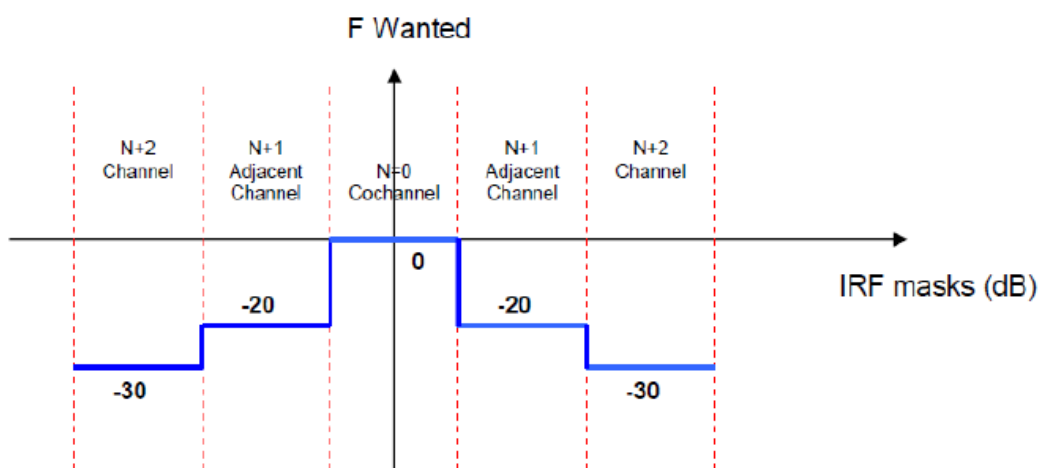 F Wanted
N+2
Channel
N+1
Adjacent
Channel
N=0
Cochannel
N+1
Adjacent
Channel
N+2
Channel
0
IRF masks (dB)
-20
-20
-30
-30